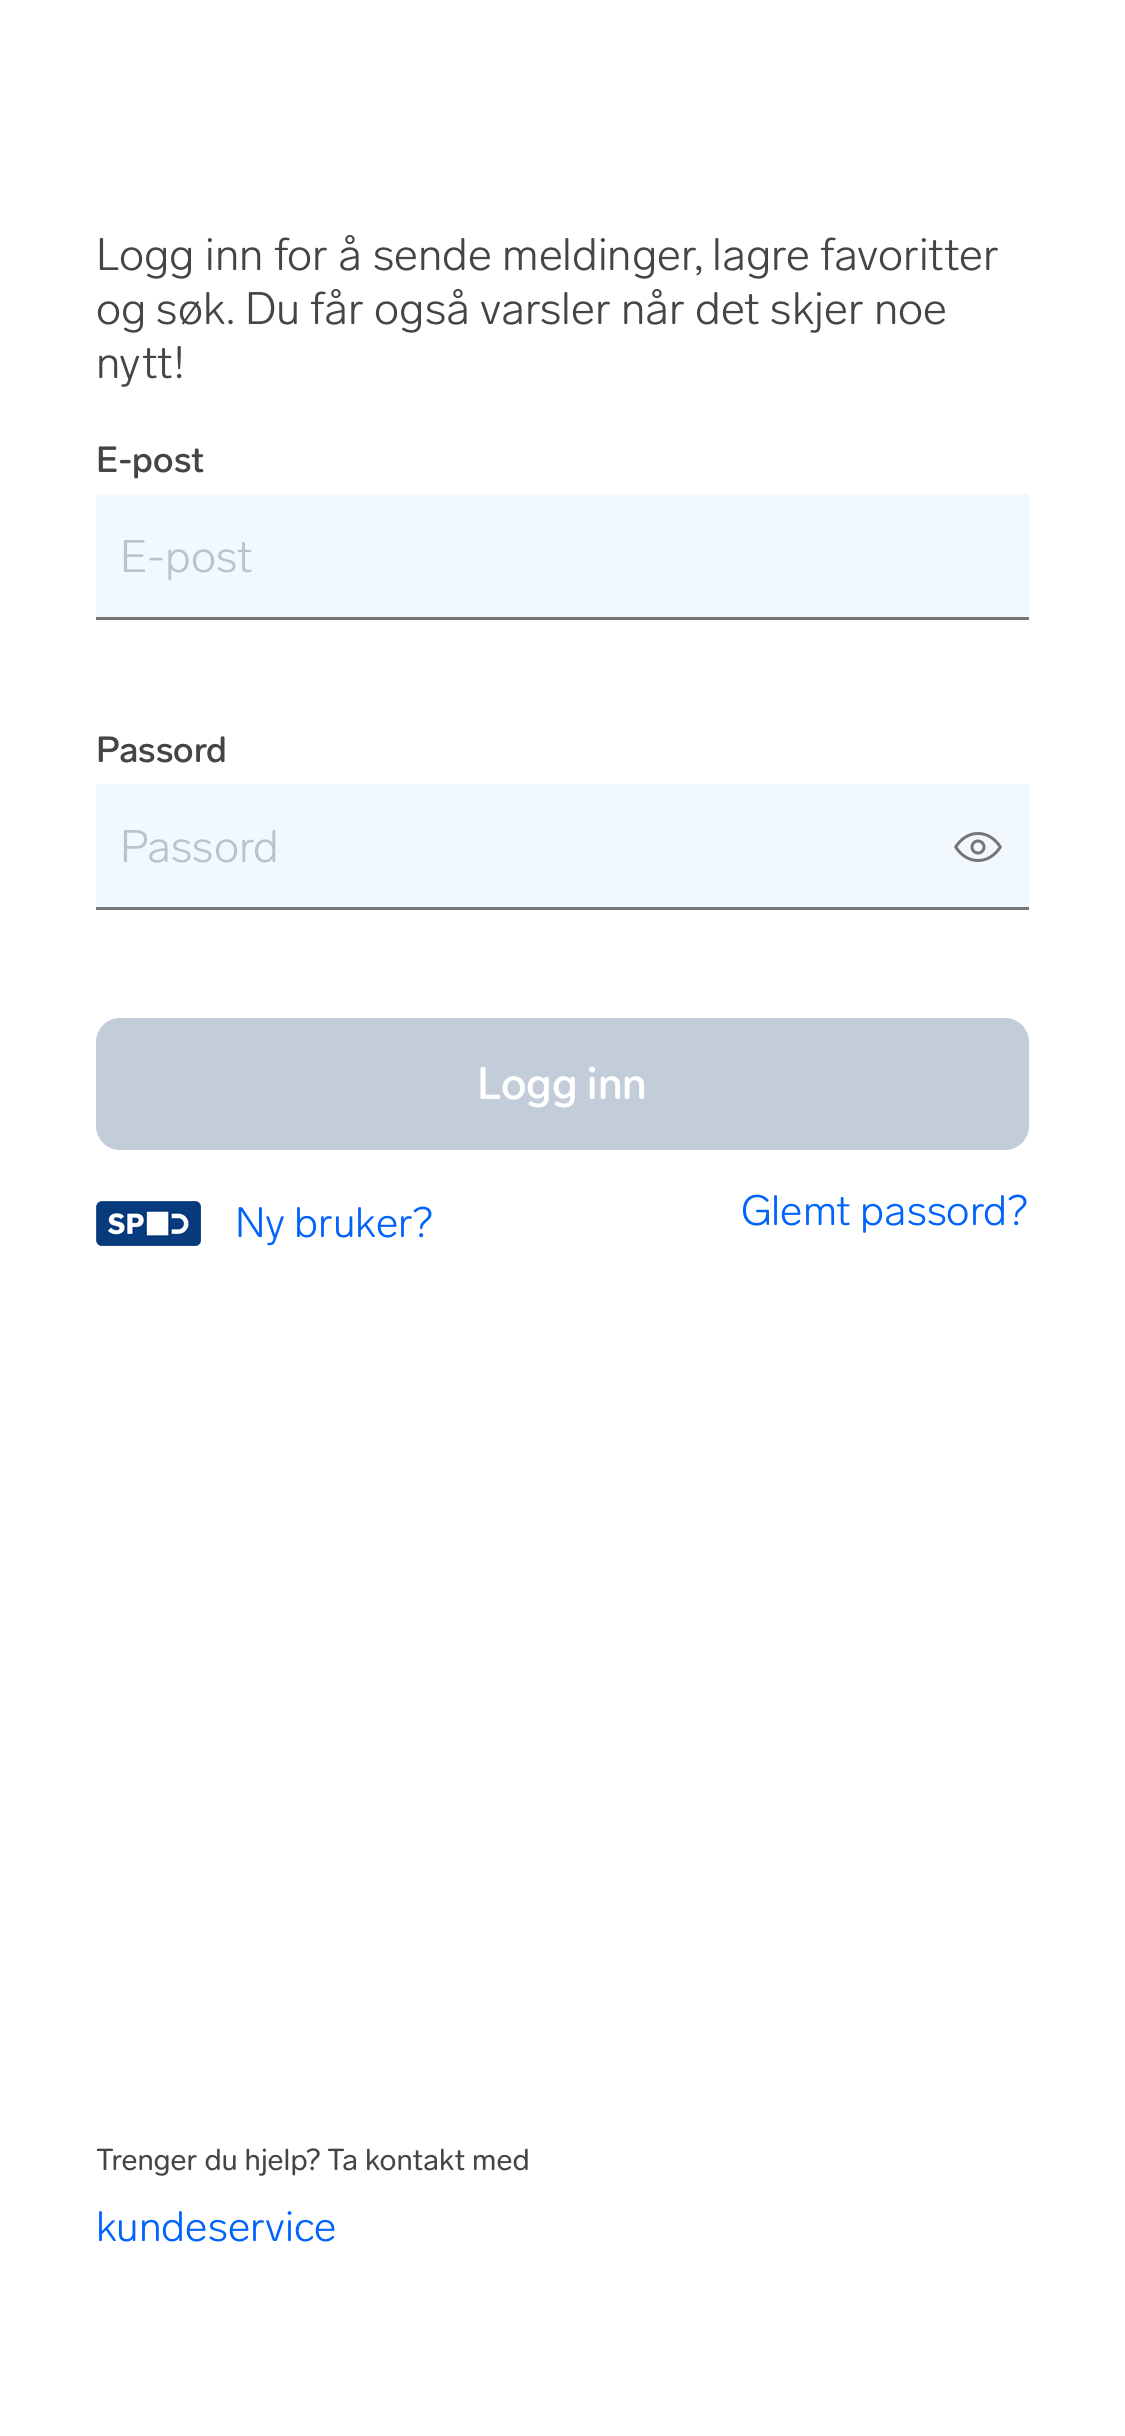 Logg inn for å sende meldinger, lagre favoritter
og søk. Du får også varsler når det skjer noe
nytt!
E-post
E-post
Passord
Passord
Logg inn
SPiD Ny bruker? Glemt passord?
Trenger du hjelp? Ta kontakt med
kundeservice